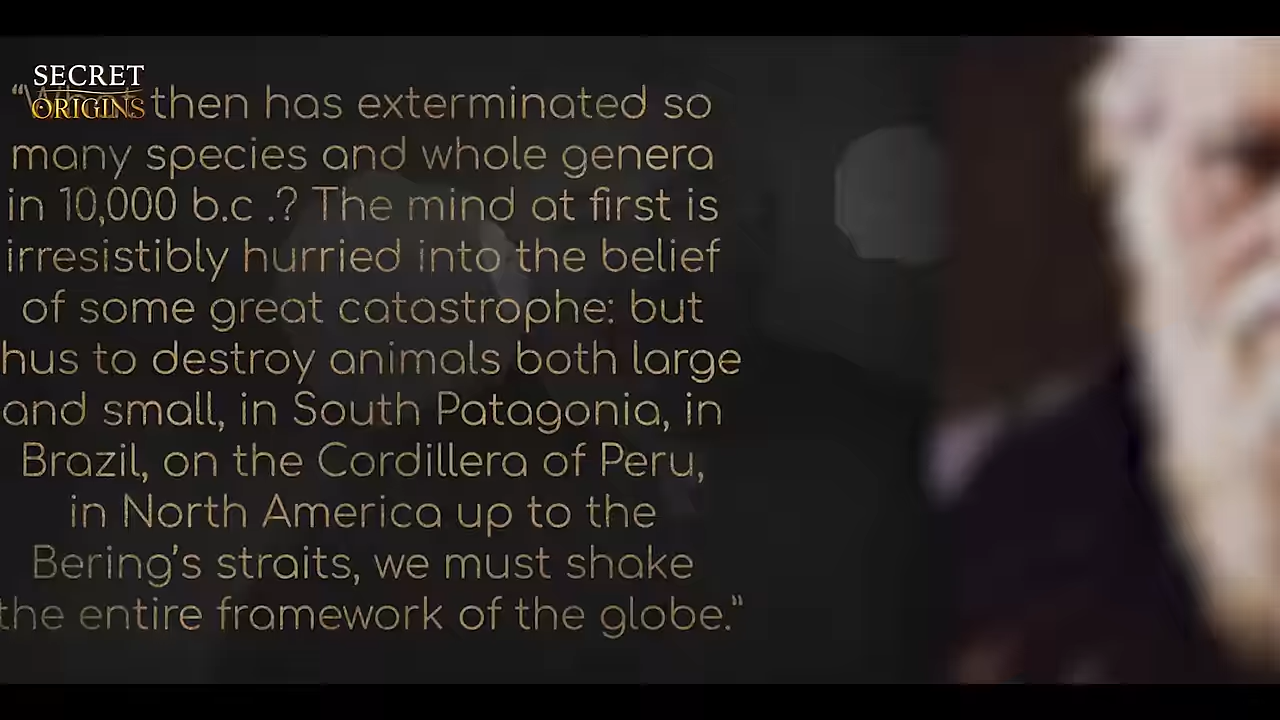 SECRET
ORIGINS
“What then has exterminated so
many species and whole genera
in 10,000 b.c .? The mind at first is
irresistibly hurried into the belief
of some great catastrophe: but
hus to destroy animals both large
and small, in South Patagonia, in
Brazil, on the Cordillera of Peru,
in North America up to the
Bering’s straits, we must shake
the entire framework of the globe.”